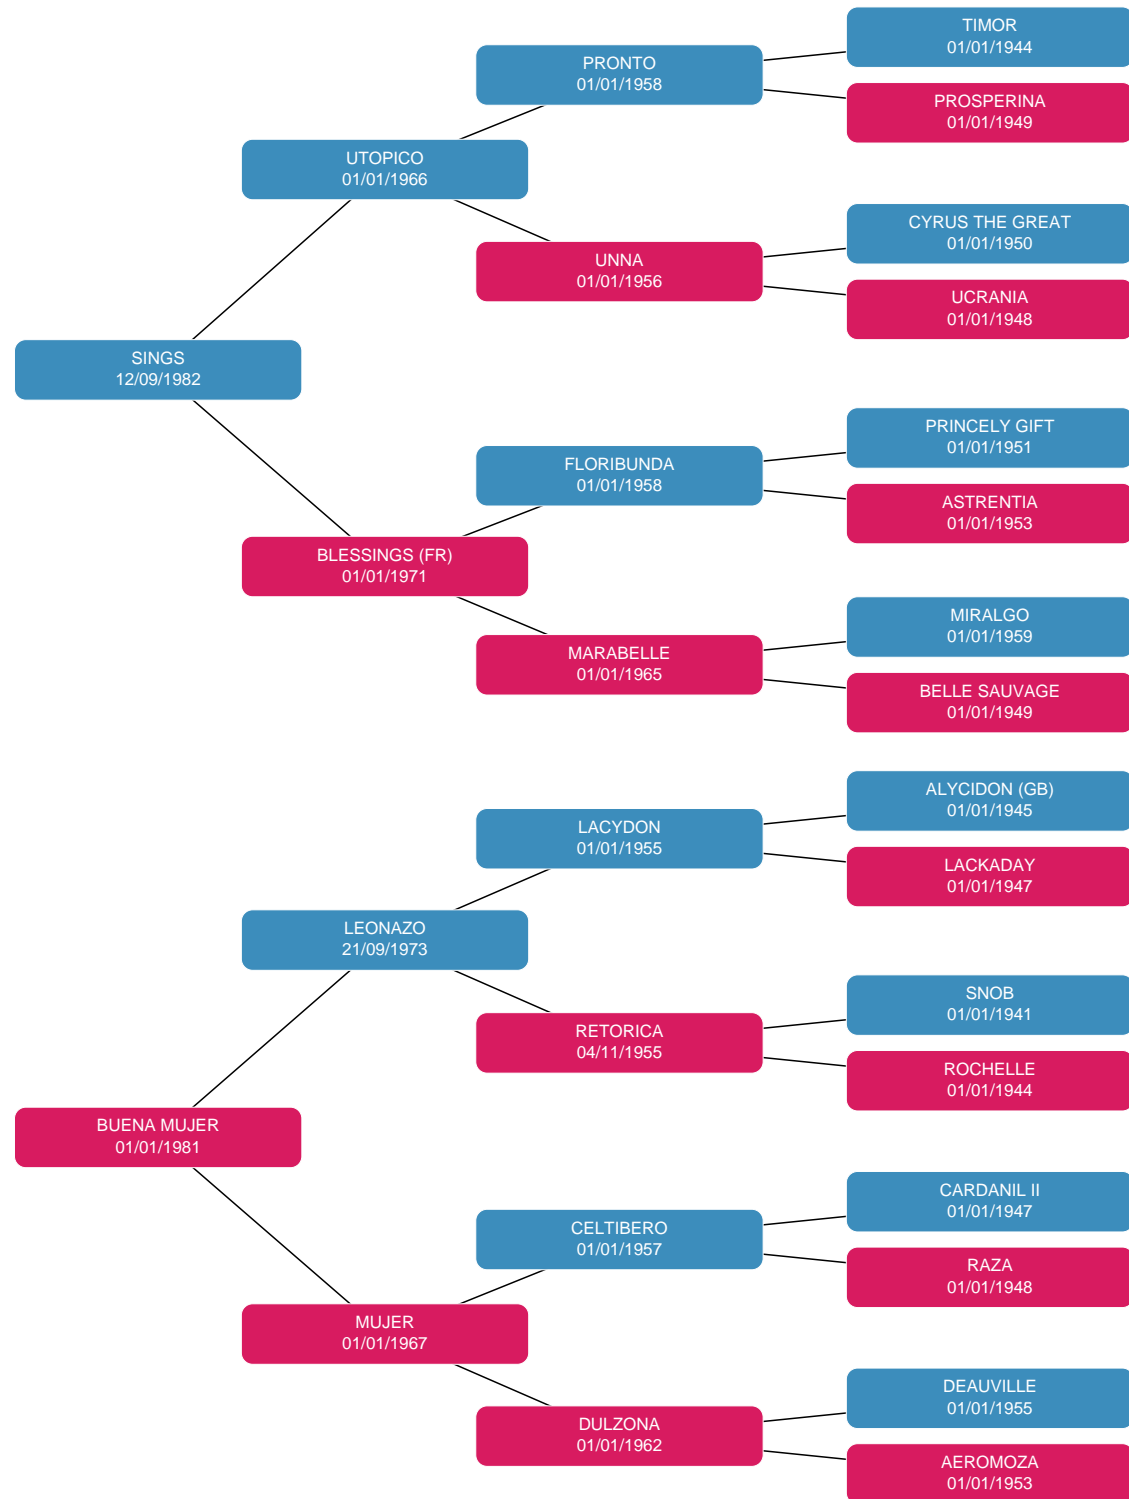 TIMOR
01/01/1944
PRONTO
01/01/1958
PROSPERINA
01/01/1949
UTOPICO
01/01/1966
CYRUS THE GREAT
01/01/1950
UNNA
01/01/1956
UCRANIA
01/01/1948
SINGS
12/09/1982
PRINCELY GIFT
01/01/1951
FLORIBUNDA
01/01/1958
ASTRENTIA
01/01/1953
BLESSINGS (FR)
01/01/1971
MIRALGO
01/01/1959
MARABELLE
01/01/1965
BELLE SAUVAGE
01/01/1949
ALYCIDON (GB)
01/01/1945
LACYDON
01/01/1955
LACKADAY
01/01/1947
LEONAZO
21/09/1973
SNOB
01/01/1941
RETORICA
04/11/1955
ROCHELLE
01/01/1944
BUENA MUJER
01/01/1981
CARDANIL II
01/01/1947
CELTIBERO
01/01/1957
RAZA
01/01/1948
MUJER
01/01/1967
DEAUVILLE
01/01/1955
DULZONA
01/01/1962
AEROMOZA
01/01/1953